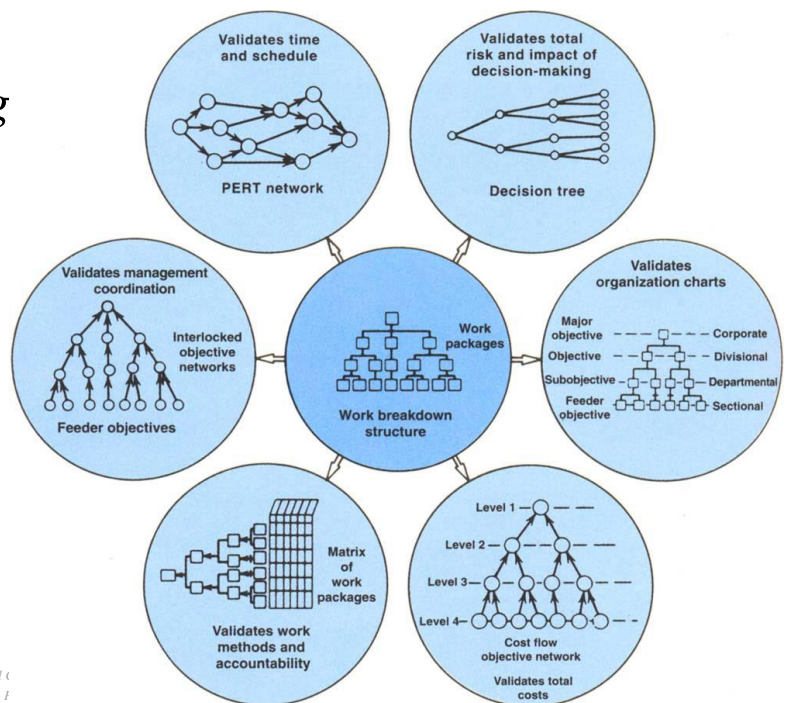 g
Validates time
and schedule
PERT network
Validates total
risk and impact of
decision-making
Decision tree
Validates management
coordination
Interlocked
objective
networks
Feeder objectives
Work
packages
Work breakdown
structure
Validates
organization charts
Major
objective
Corporate
Objective
Divisional
Subobjective
Departmental
Feeder
objective
Sectional
Matrix
of
work
packages
Validates work
methods and
accountability
Level 1
Level 2
Level 3
Level 4
Cost flow
objective network
Validates total
costs